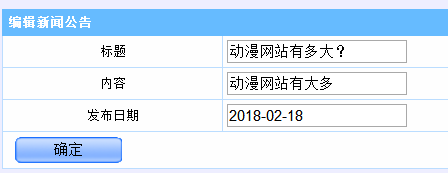 编辑新闻公告
标题 动漫网站有多大?
内容 动漫网站有大多
发布日期 2018-02-18
确定